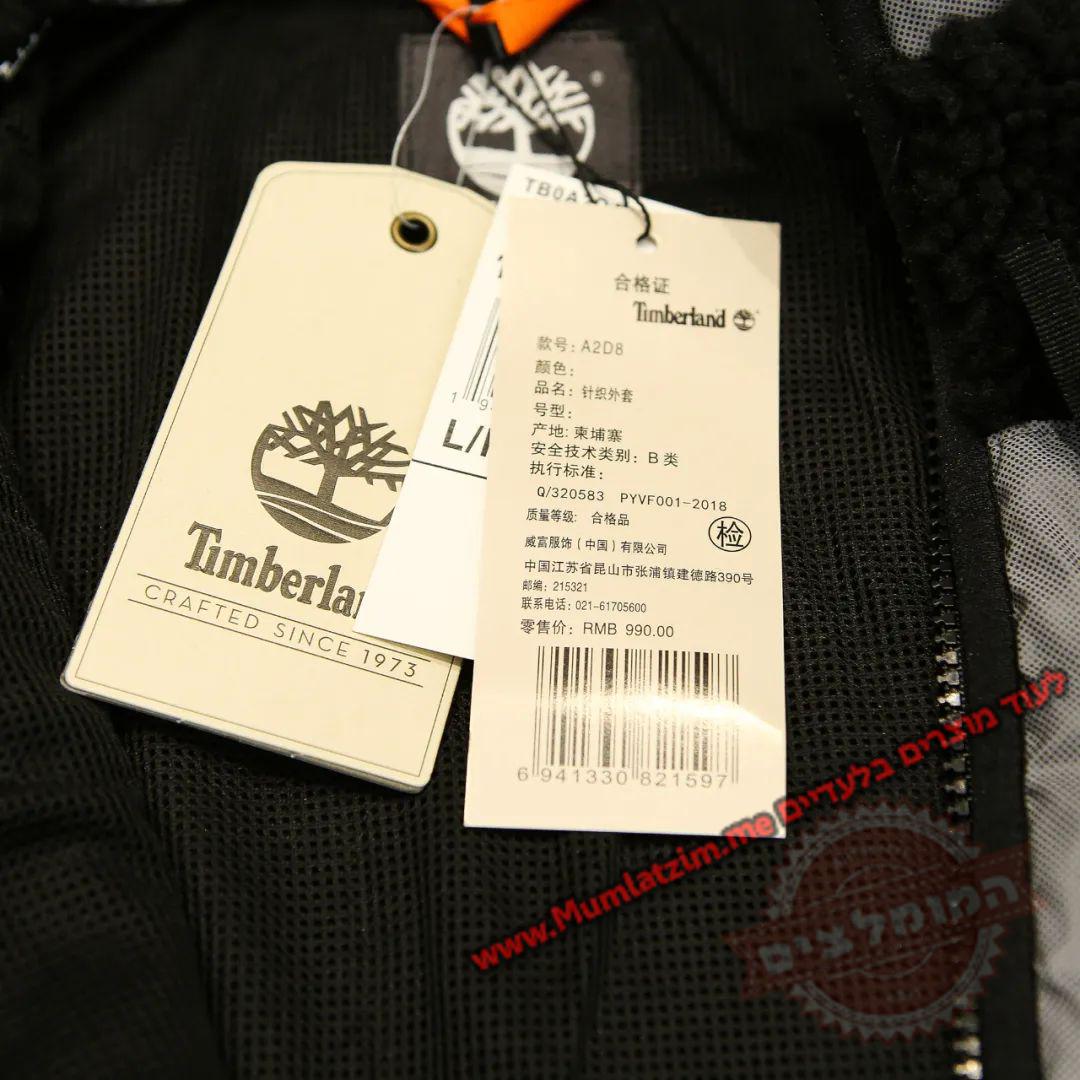 Timberland
CRAFTED SINCE 1973
TB0A
L/
合格证
Timberland
款号: A2D8
颜色:
品名: 针织外套
号型:
产地: 柬埔寨
安全技术类别: B 类
执行标准:
Q/320583 PYVF001-2018
质量等级: 合格品
检
威富服饰(中国)有限公司
中国江苏省昆山市张浦镇建德路390号
邮编: 215321
联系电话: 021-61705600
零售价: RMB 990.00
6 941330 821597
לעוד מוצרים בלעדיים www.Mumlatzim.me
המומלצים